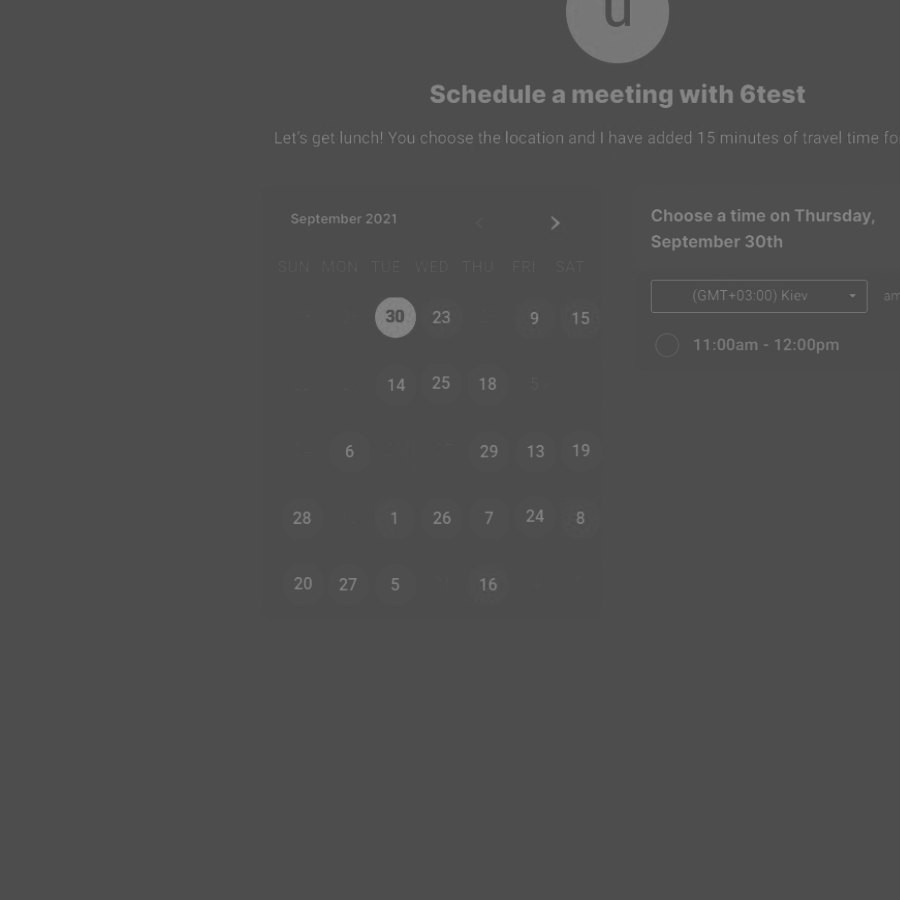 u
Schedule a meeting with 6test
Let's get lunch! You choose the location and I have added 15 minutes of travel time fo
September 2021
SUN MON TUE WED THU FRI SAT
30 23 9 15
14 25 18 5
6 29 13 19
28 1 26 7 24 8
20 27 5 16
Choose a time on Thursday,
September 30th
(GMT+03:00) Kiev am
11:00am - 12:00pm